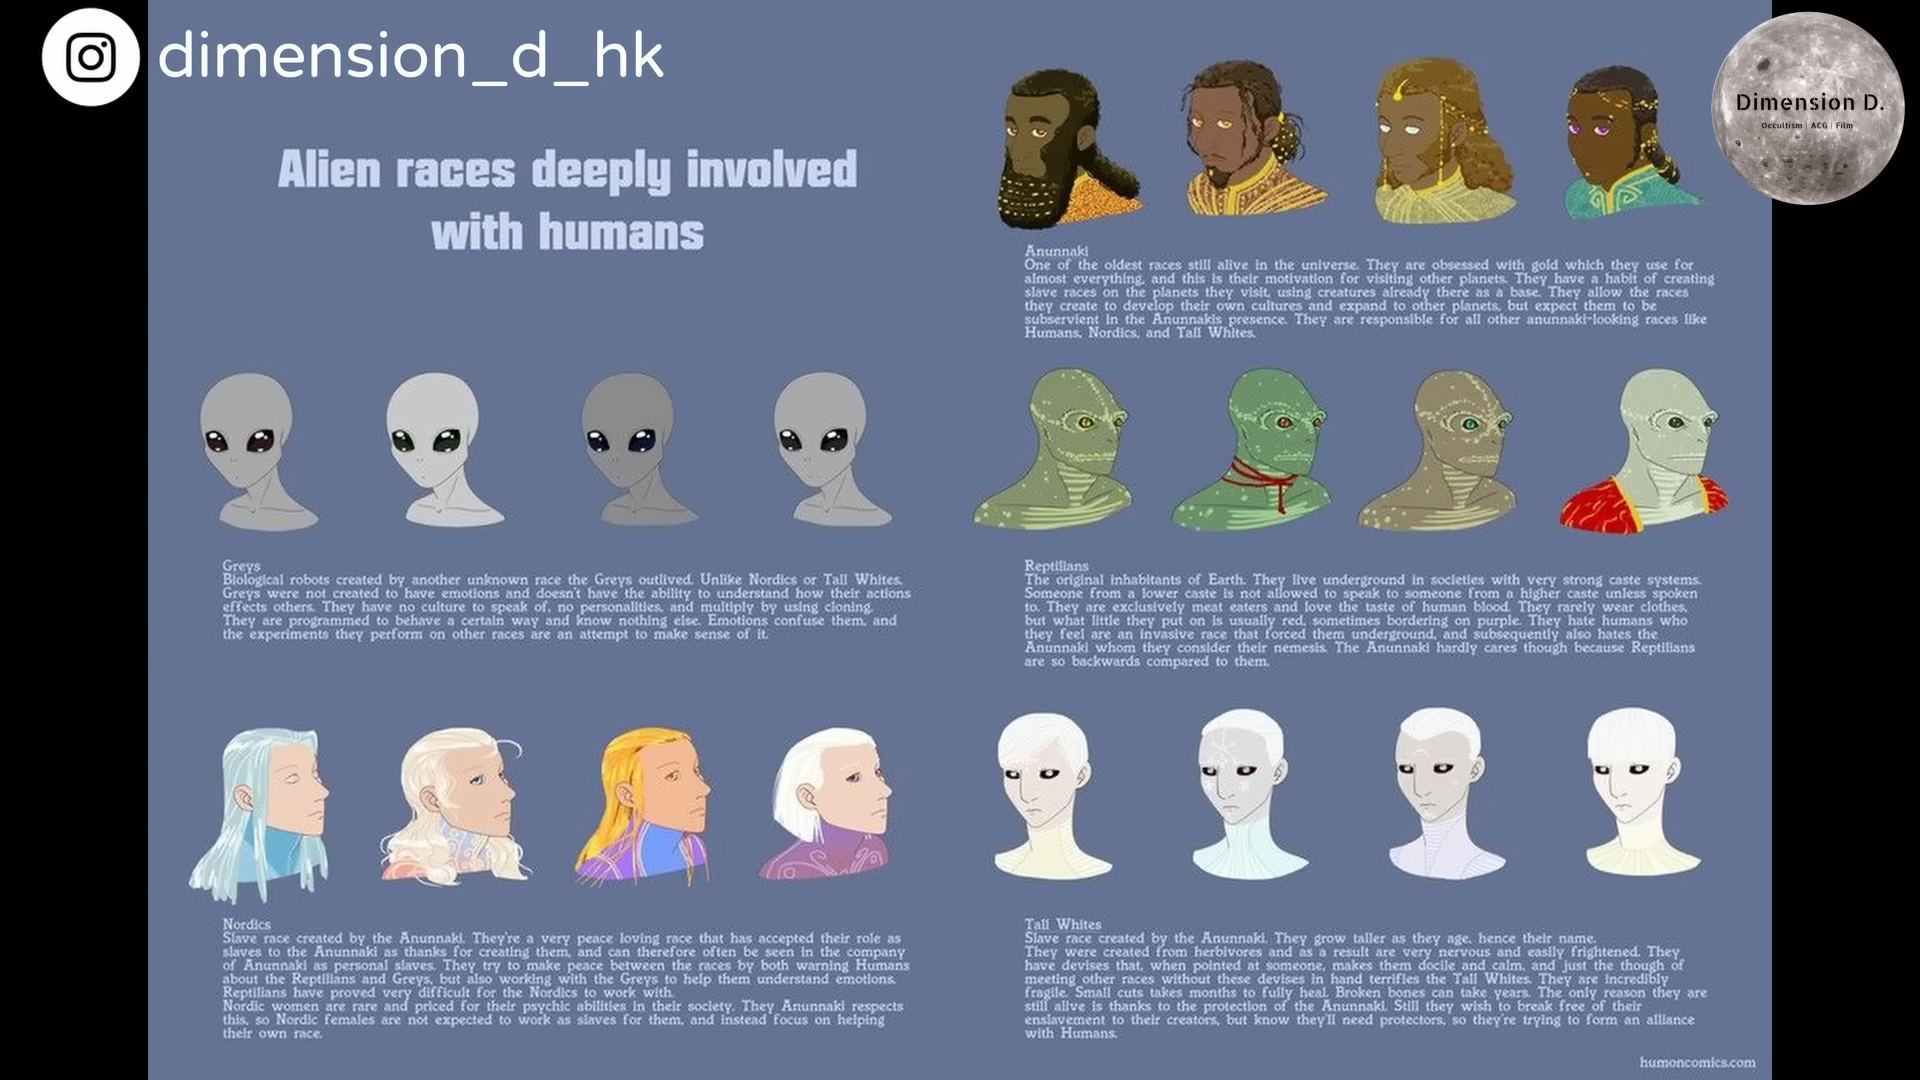 dimension_d_hk
Dimension D.
Occultism | ACG | Film
Alien races deeply involved
with humans
Anunnaki
One of the oldest races still alive in the universe. They are obsessed with gold which they use for
almost everything, and this is their motivation for visiting other planets. They have a habit of creating
slave races on the planets they visit, using creatures already there as a base. They allow the races
they create to develop their own cultures and expand to other planets, but expect them to be
subservient in the Anunnakis presence. They are responsible for all other anunnaki-looking races like
Humans, Nordics, and Tall Whites.
Greys
Biological robots created by another unknown race the Greys outlived. Unlike Nordics or Tall Whites,
Greys were not created to have emotions and doesn't have the ability to understand how their actions
effects others. They have no culture to speak of, no personalities, and multiply by using cloning.
They are programmed to behave a certain way and know nothing else. Emotions confuse them, and
the experiments they perform on other races are an attempt to make sense of it.
Reptilians
The original inhabitants of Earth. They live underground in societies with very strong caste systems.
Someone from a lower caste is not allowed to speak to someone from a higher caste unless spoken
to. They are exclusively meat eaters and love the taste of human blood. They rarely wear clothes,
but what little they put on is usually red, sometimes bordering on purple. They hate humans who
they feel are an invasive race that forced them underground, and subsequently also hates the
Anunnaki whom they consider their nemesis. The Anunnaki hardly cares though because Reptilians
are so backwards compared to them.
Nordics
Slave race created by the Anunnaki. They're a very peace loving race that has accepted their role as
slaves to the Anunnaki as thanks for creating them, and can therefore often be seen in the company
of Anunnaki as personal slaves. They try to make peace between the races by both warning Humans
about the Reptilians and Greys, but also working with the Greys to help them understand emotions.
Reptilians have proved very difficult for the Nordics to work with.
Nordic women are rare and priced for their psychic abilities in their society. They Anunnaki respects
this, so Nordic females are not expected to work as slaves for them, and instead focus on helping
their own race.
Tall Whites
Slave race created by the Anunnaki. They grow taller as they age, hence their name.
They were created from herbivores and as a result are very nervous and easily frightened. They
have devises that, when pointed at someone, makes them docile and calm, and just the though of
meeting other races without these devises in hand terrifies the Tall Whites. They are incredibly
fragile. Small cuts takes months to fully heal. Broken bones can take years. The only reason they are
still alive is thanks to the protection of the Anunnaki. Still they wish to break free of their
enslavement to their creators, but know they'll need protectors, so they're trying to form an alliance
with Humans.
humoncomics.com